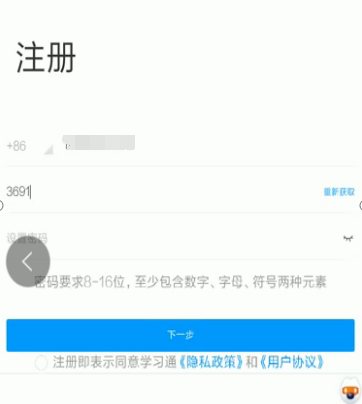 注册
+86
3691
重新获取
设置密码
密码要求8-16位，至少包含数字、字母、符号两种元素
下一步
注册即表示同意学习通《隐私政策》和《用户协议》